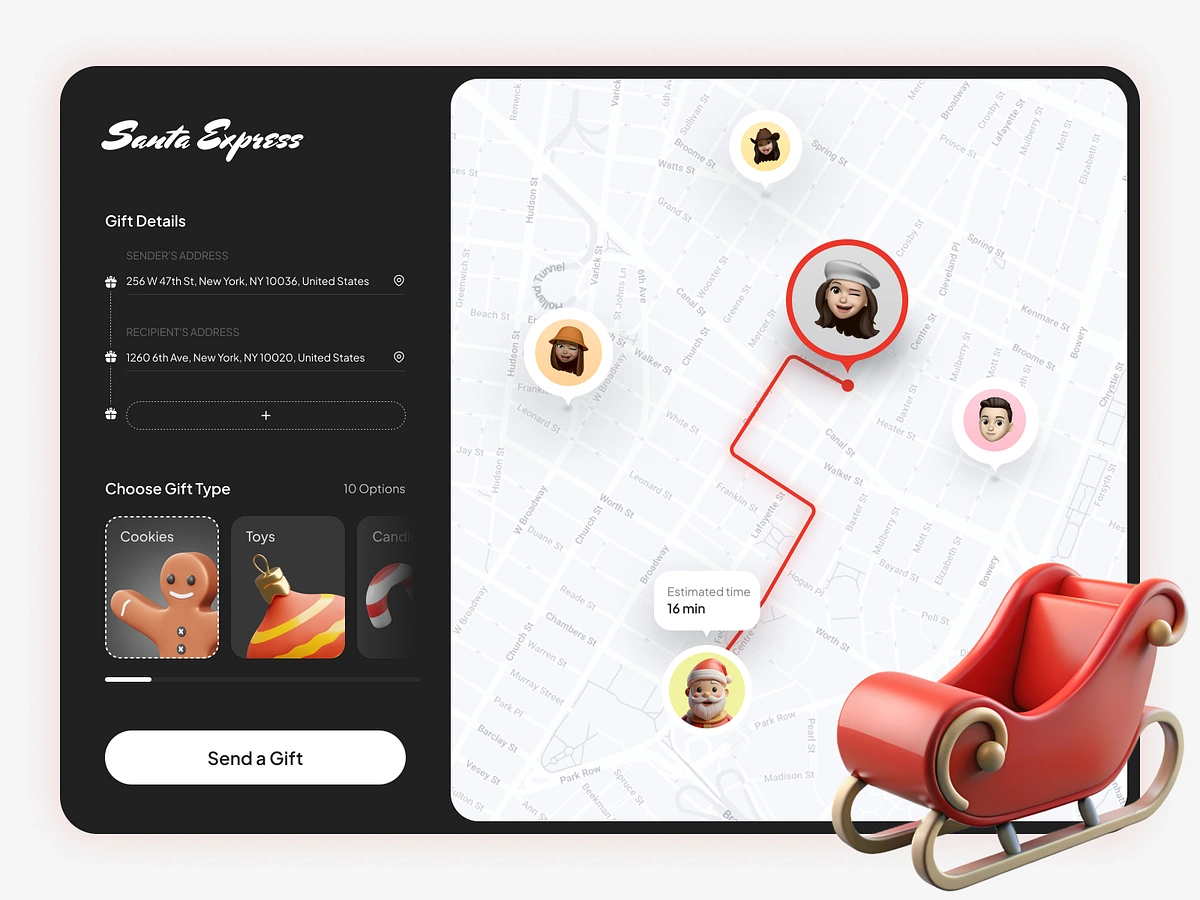 Santa Express
Gift Details
SENDER'S ADDRESS
256 W 47th St, New York, NY 10036, United States
RECIPIENT'S ADDRESS
1260 6th Ave, New York, NY 10020, United States
+
Choose Gift Type
10 Options
Cookies
Toys
Candi
Send a Gift
Renwick
Varick
6th A
Sullivan St
Broome St
Watts St
Spring St
Broadway
Crosby St
Lafayette St
Mulberry St
Mott St
Elizabeth St
Prince St
Hudson St
Grand St
Crosby St
Spring St
Cleveland Pl
Greenwich St
Holland Tunnel
Varick St
St Johns Ln
6th Ave
Wooster St
Greene St
Canal St
Mercer St
Church St
Centre St
Kenmare St
Broome St
Bowery
Beach St
Hudson St
Walker St
W Broadway
Franklin
Leonard St
White St
Mulberry St
Mott St
Chrystie St
Baxter St
Hester St
Canal St
Walker St
Jay St
Hudson St
Leonard St
Franklin St
Lafayette St
Forsyth St
W Broadway
Church St
Worth St
Duane St
Broadway
Baxter St
Mulberry St
Mott St
Elizabeth St
Bayard St
Bowery
Hogan Pl
Pell St
Estimated time
16 min
Reade St
W Broadway
Chambers St
Church St
Warren St
Centre
Worth St
Murray Street
Park Pl
Barclay St
Vesey St
Park Row
Park Row
Pearl St
Madison St
Spruce St
Beekman
Ann St
Fulton St